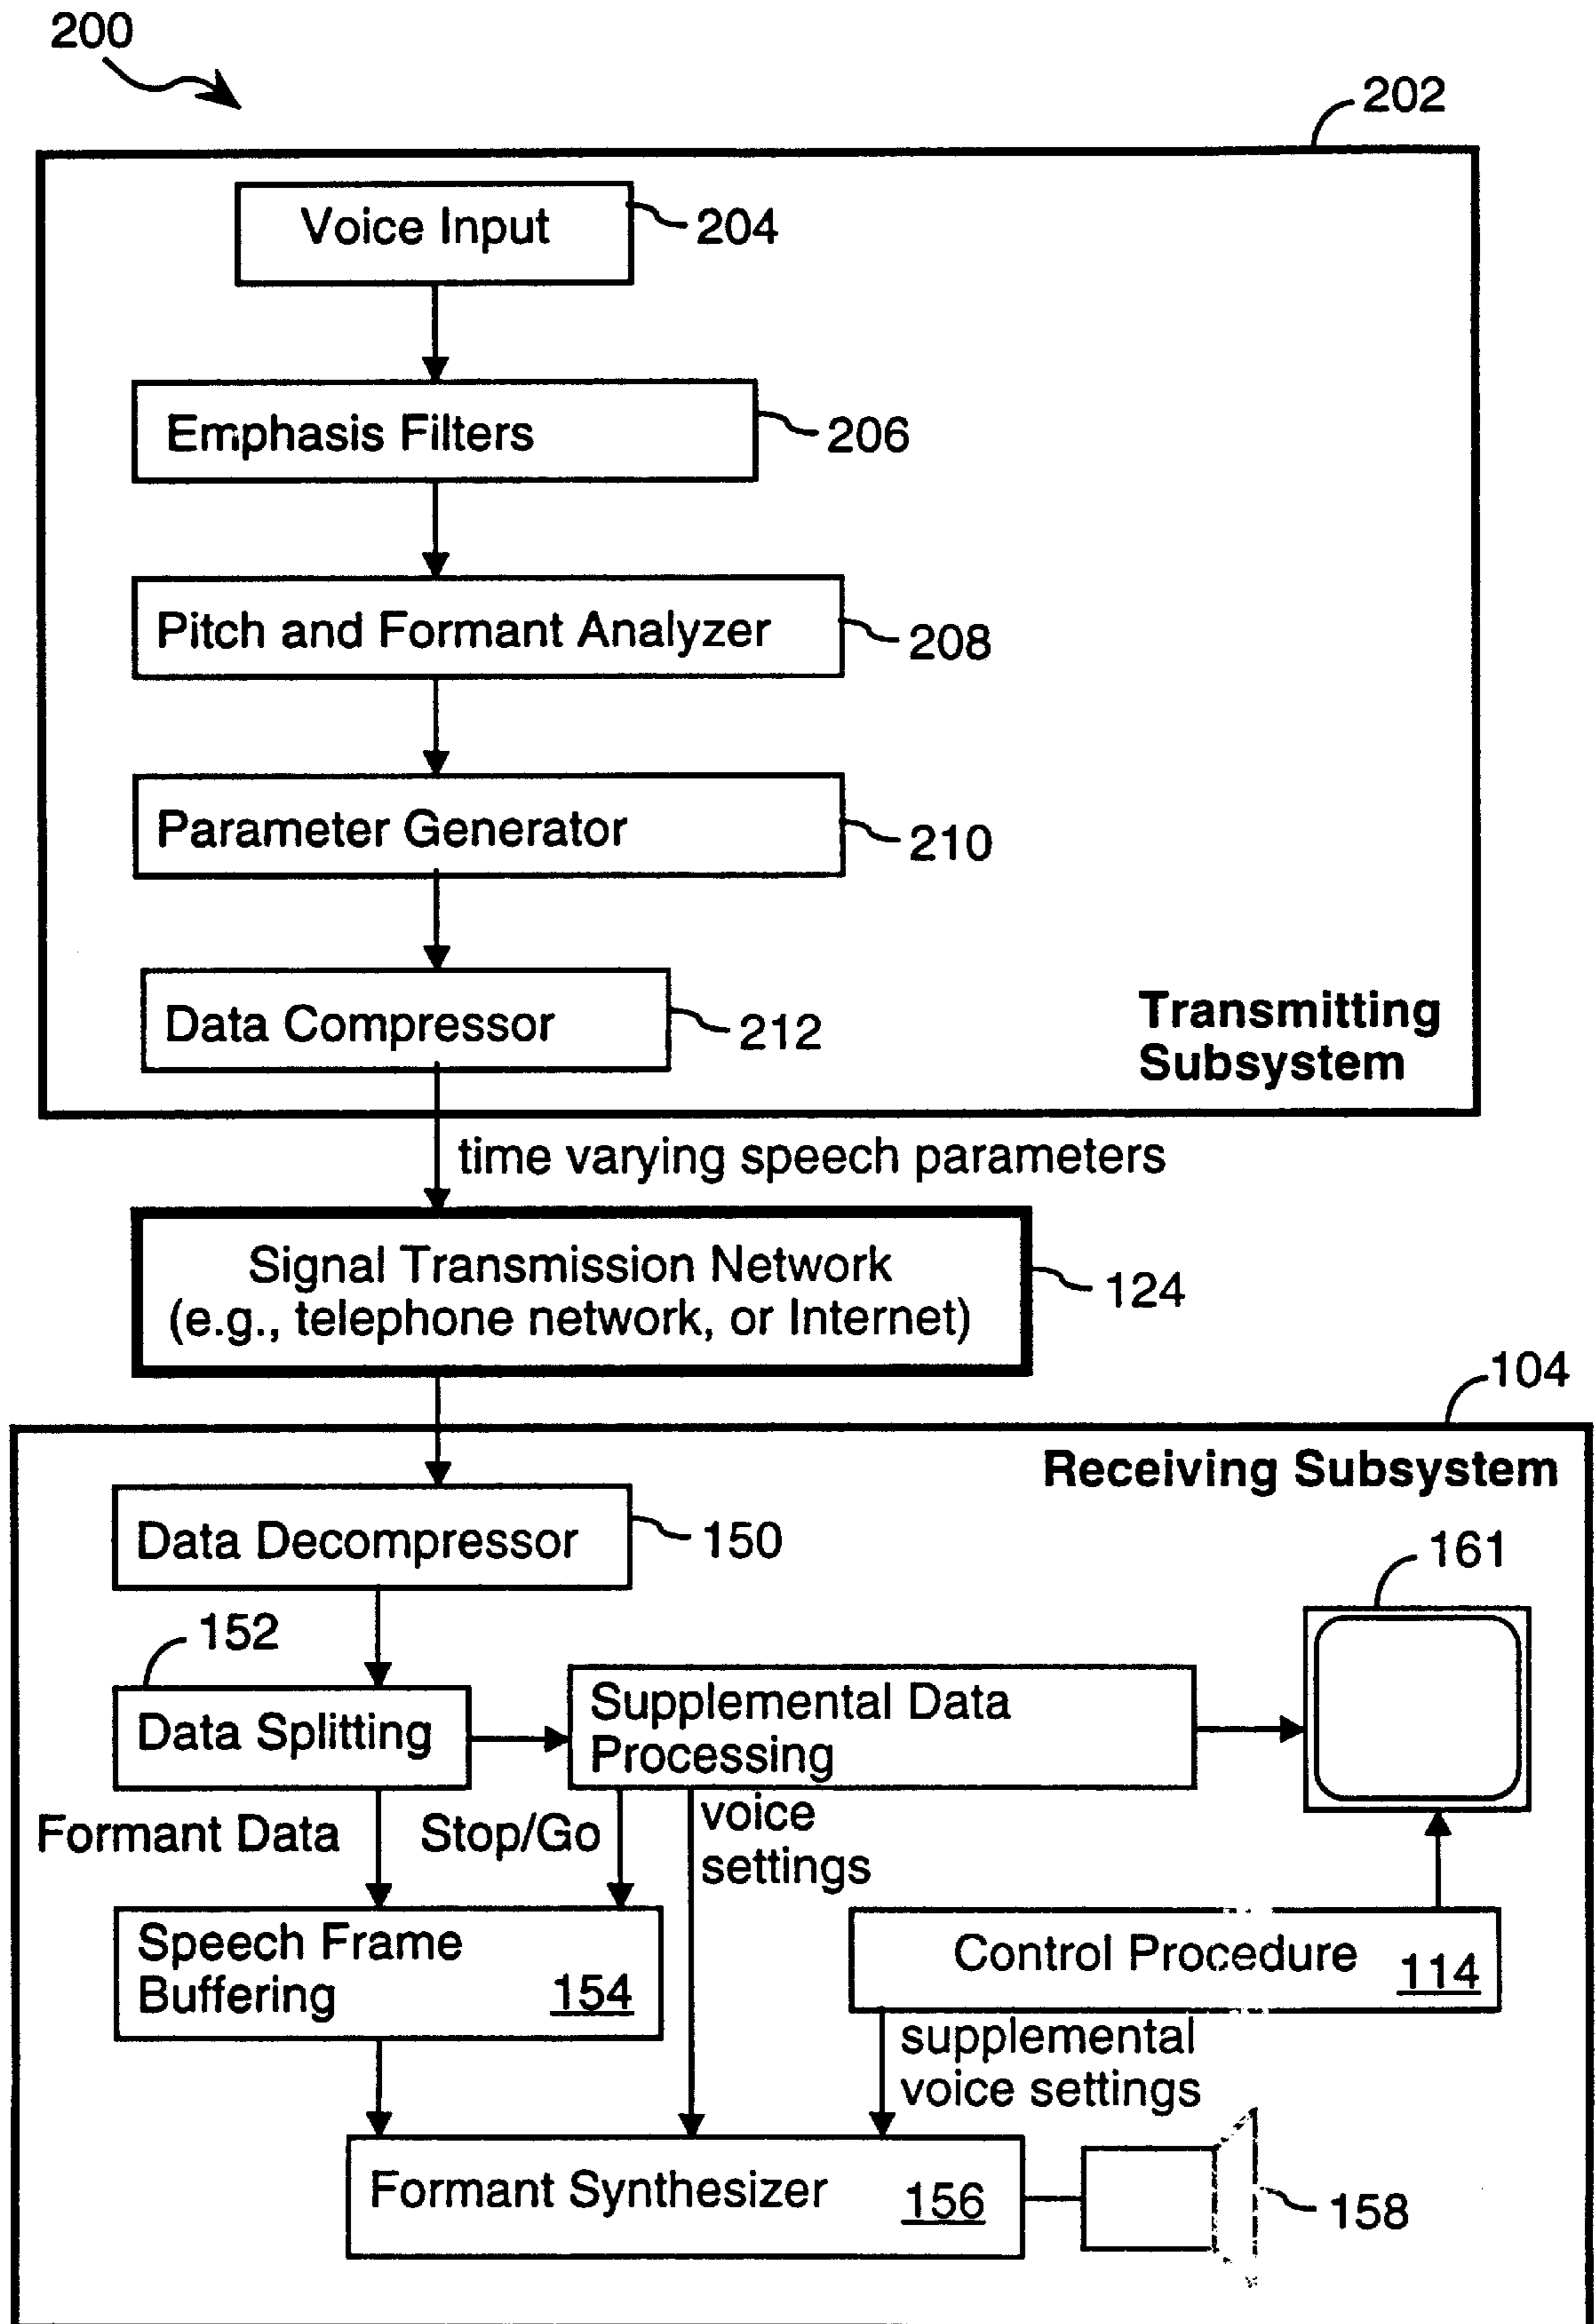 200
202
Voice Input
204
Emphasis Filters
206
Pitch and Formant Analyzer
208
Parameter Generator
210
Data Compressor
212
Transmitting
Subsystem
time varying speech parameters
Signal Transmission Network
(e.g., telephone network, or Internet)
124
104
Receiving Subsystem
Data Decompressor
150
161
152
Data Splitting
Supplemental Data
Processing
Formant Data
Stop/Go
voice
settings
Speech Frame
Buffering
154
Control Procedure
114
supplemental
voice settings
Formant Synthesizer
156
158